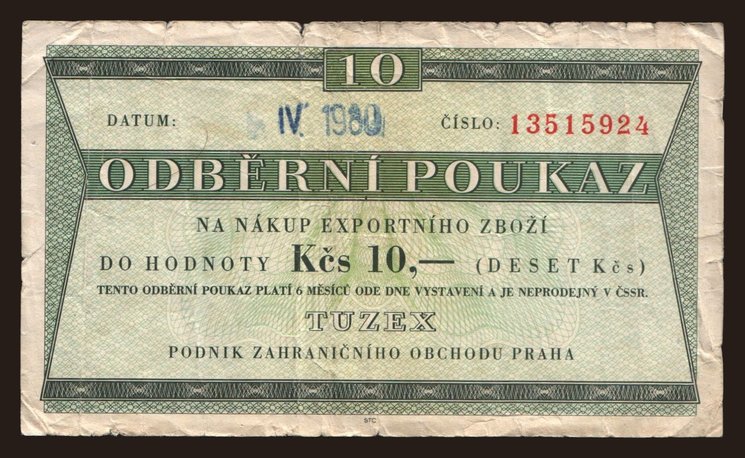 10
DATUM: IV. 1980 ČÍSLO: 13515924
ODBĚRNÍ POUKAZ
NA NÁKUP EXPORTNÍHO ZBOŽÍ
DO HODNOTY Kčs 10,— (DESET Kčs)
TENTO ODBĚRNÍ POUKAZ PLATÍ 6 MĚSÍCŮ ODE DNE VYSTAVENÍ A JE NEPRODEJNÝ V ČSSR.
TUZEX
PODNIK ZAHRANIČNÍHO OBCHODU PRAHA
STC